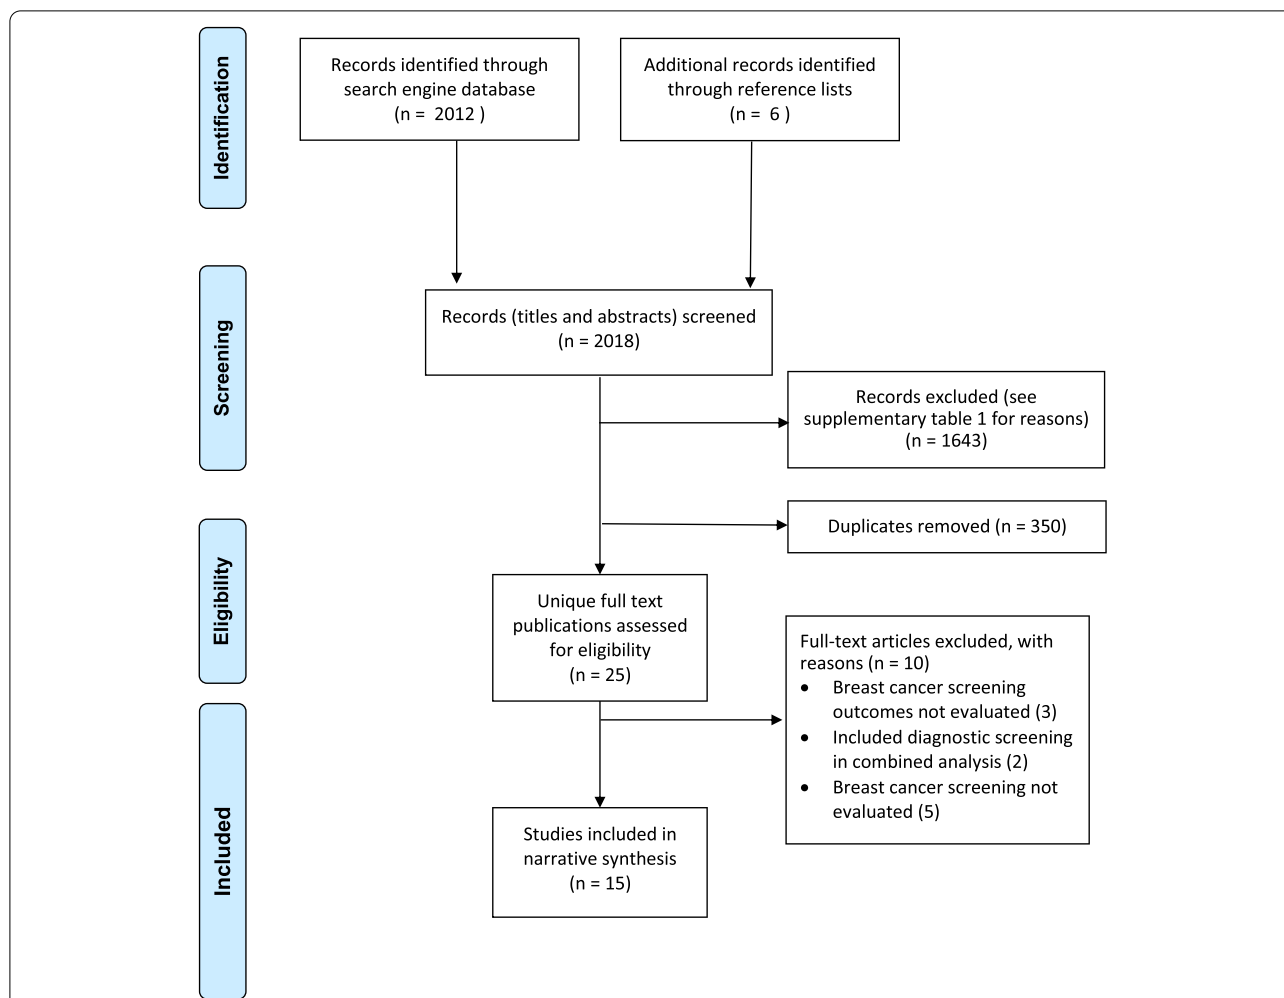 Identification
Records identified through
search engine database
(n =  2012 )
Additional records identified
through reference lists
(n =  6 )
Screening
Records (titles and abstracts) screened
(n = 2018)
Records excluded (see
supplementary table 1 for reasons)
(n = 1643)
Duplicates removed (n = 350)
Eligibility
Unique full text
publications assessed
for eligibility
(n = 25)
Full-text articles excluded, with
reasons (n = 10)
• Breast cancer screening
outcomes not evaluated (3)
• Included diagnostic screening
in combined analysis (2)
• Breast cancer screening not
evaluated (5)
Included
Studies included in
narrative synthesis
(n = 15)